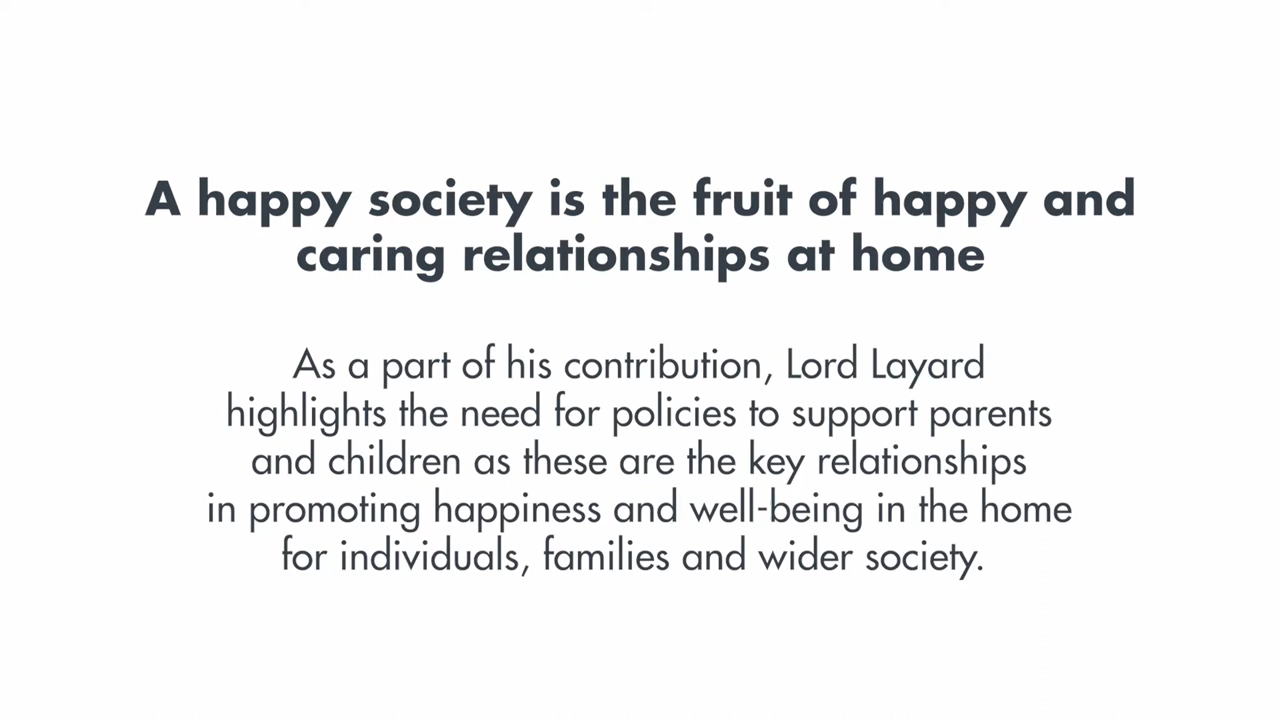 A happy society is the fruit of happy and
caring relationships at home
As a part of his contribution, Lord Layard
highlights the need for policies to support parents
and children as these are the key relationships
in promoting happiness and well-being in the home
for individuals, families and wider society.